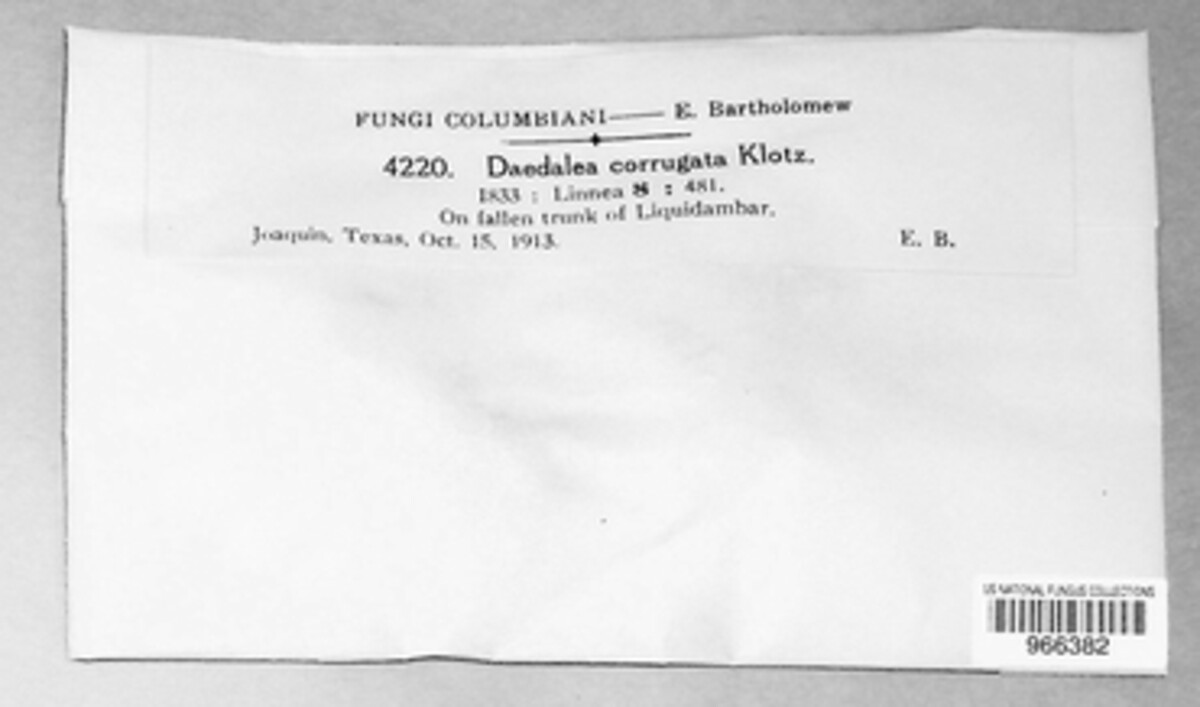 FUNGI COLUMBIANI—— E. Bartholomew
4220. Daedalea corrugata Klotz.
1833 : Linnea 8 : 481.
On fallen trunk of Liquidambar,
Joaquin, Texas, Oct. 15, 1913. E. B.
US NATIONAL FUNGUS COLLECTIONS
966382